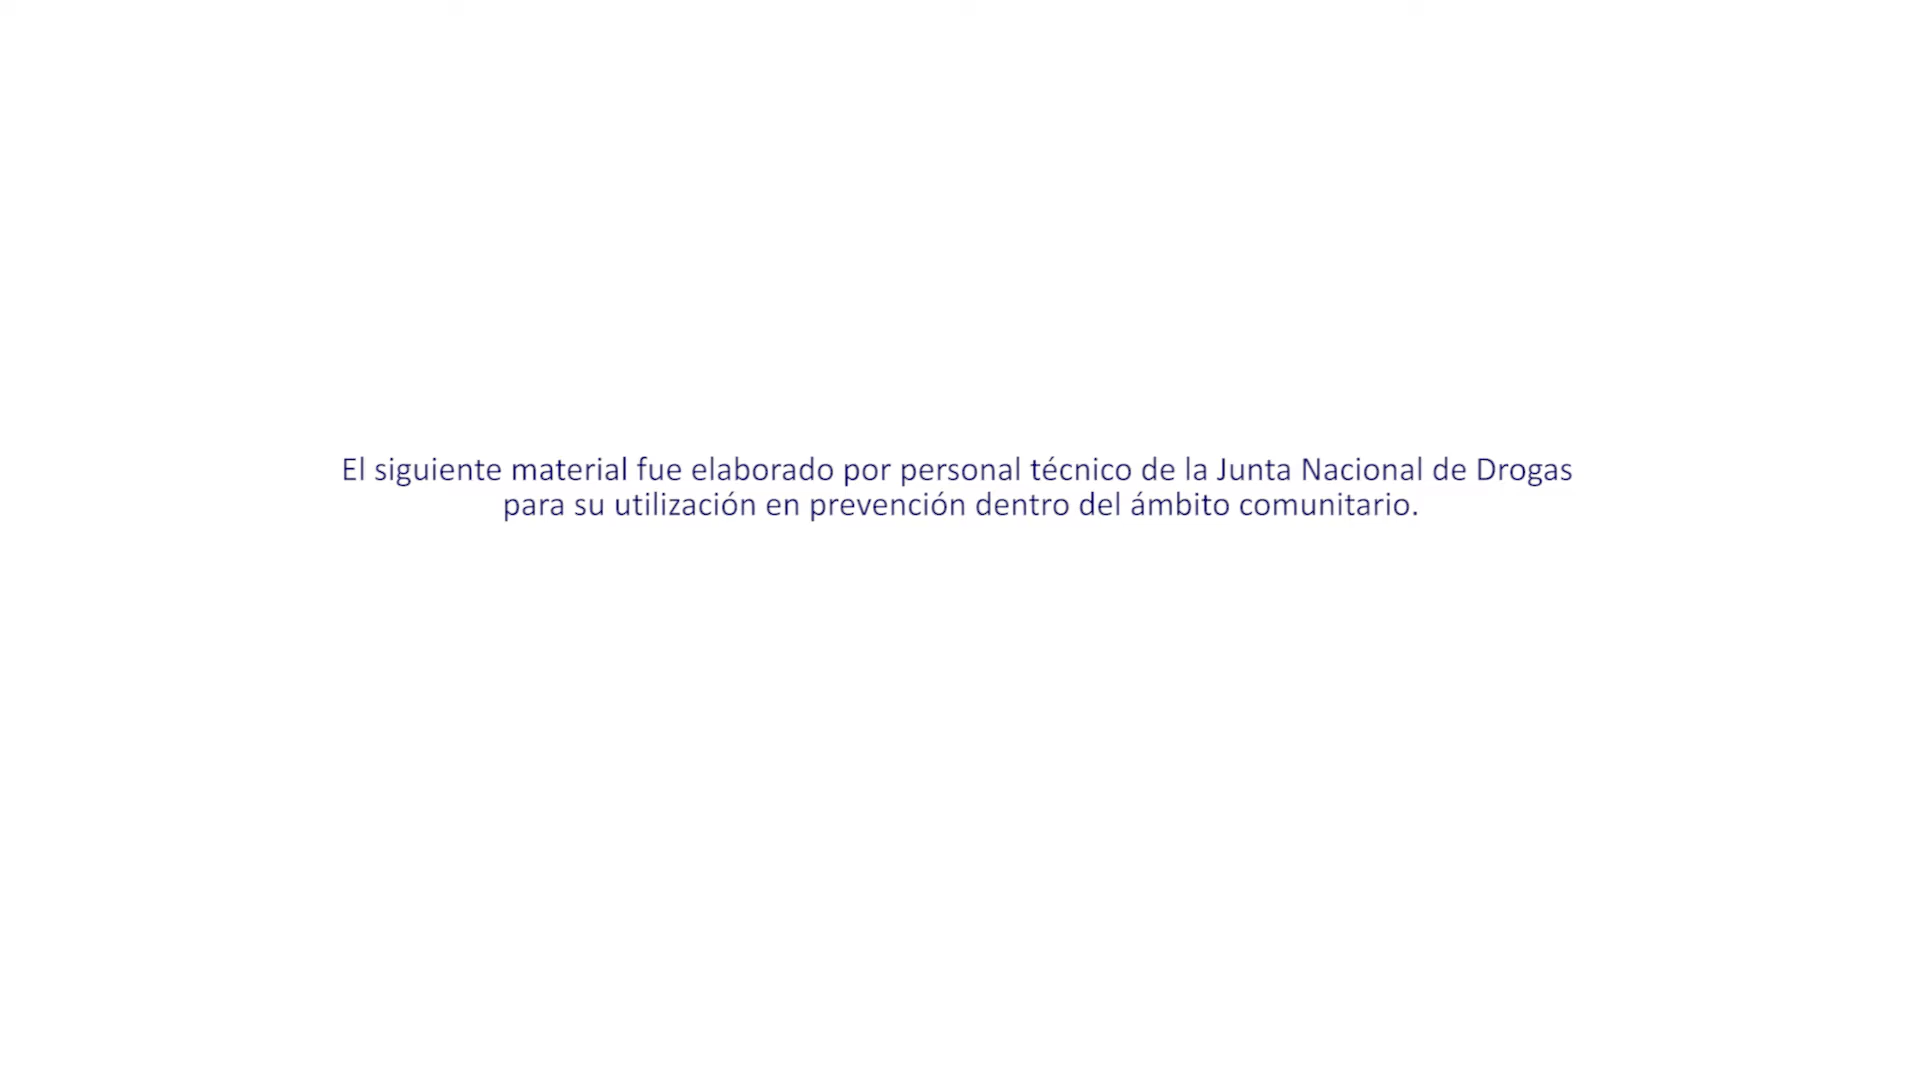 El siguiente material fue elaborado por personal técnico de la Junta Nacional de Drogas
para su utilización en prevención dentro del ámbito comunitario.